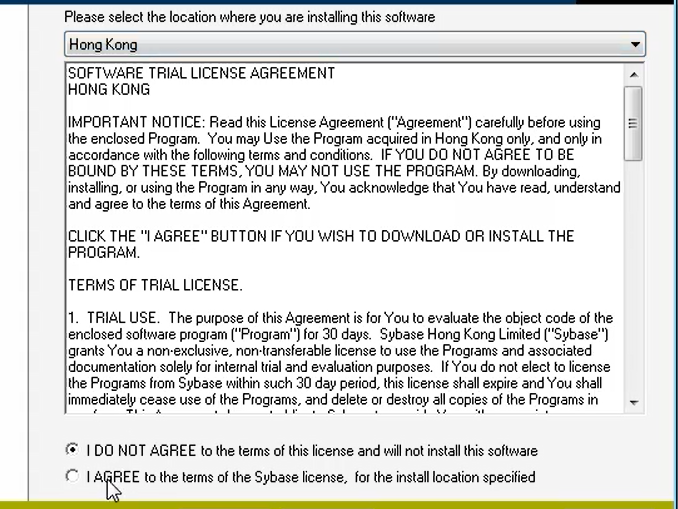 Please select the location where you are installing this software
Hong Kong
SOFTWARE TRIAL LICENSE AGREEMENT
HONG KONG
IMPORTANT NOTICE: Read this License Agreement ("Agreement") carefully before using
the enclosed Program.  You may Use the Program acquired in Hong Kong only, and only in
accordance with the following terms and conditions.  IF YOU DO NOT AGREE TO BE
BOUND BY THESE TERMS, YOU MAY NOT USE THE PROGRAM. By downloading,
installing, or using the Program in any way, You acknowledge that You have read, understand
and agree to the terms of this Agreement.
CLICK THE "I AGREE" BUTTON IF YOU WISH TO DOWNLOAD OR INSTALL THE
PROGRAM.
TERMS OF TRIAL LICENSE.
1.  TRIAL USE.  The purpose of this Agreement is for You to evaluate the object code of the
enclosed software program ("Program") for 30 days.  Sybase Hong Kong Limited ("Sybase")
grants You a non-exclusive, non-transferable license to use the Programs and associated
documentation solely for internal trial and evaluation purposes.  If You do not elect to license
the Programs from Sybase within such 30 day period, this license shall expire and You shall
immediately cease use of the Programs, and delete or destroy all copies of the Programs in
I DO NOT AGREE to the terms of this license and will not install this software
I AGREE to the terms of the Sybase license,  for the install location specified